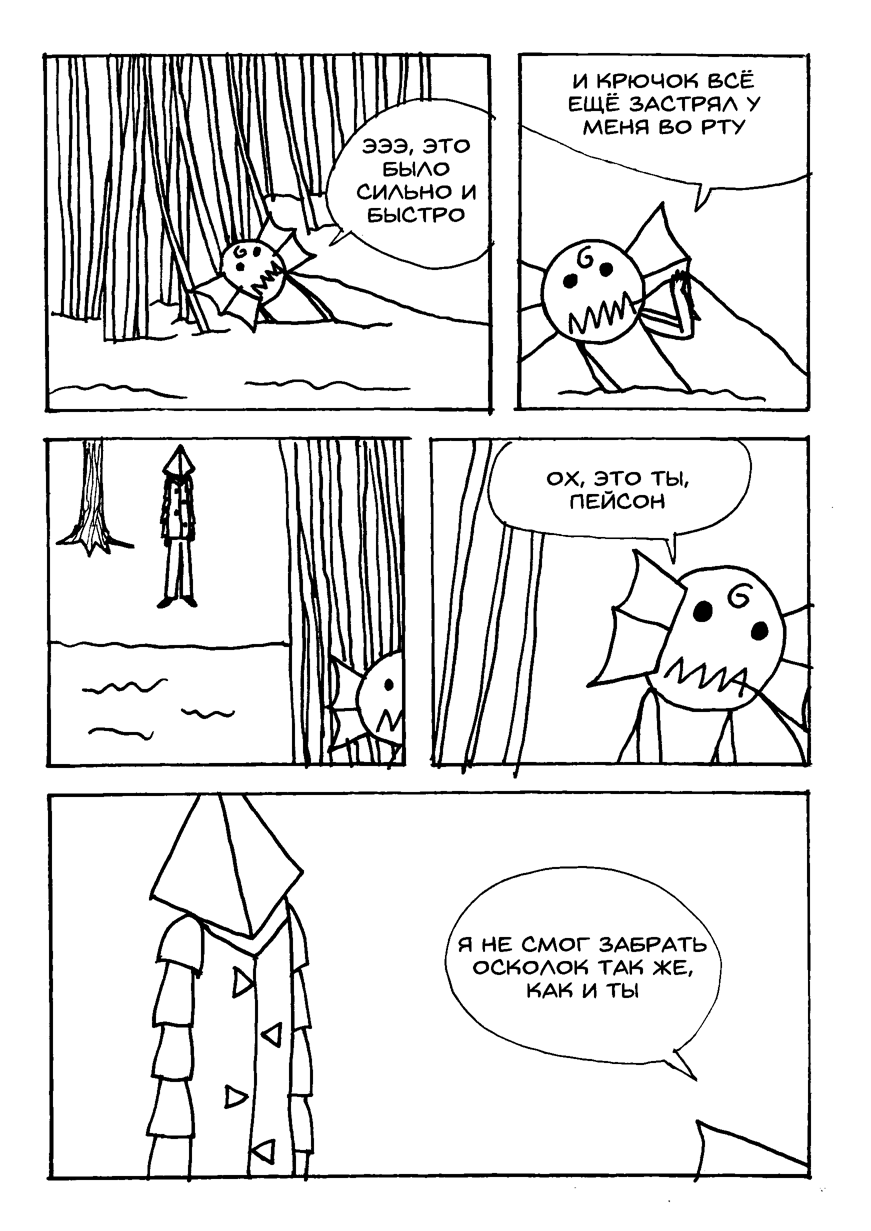 ЭЭЭ, ЭТО
БЫЛО
СИЛЬНО И
БЫСТРО
И КРЮЧОК ВСЁ
ЕЩЁ ЗАСТРЯЛ У
МЕНЯ ВО РТУ
ОХ, ЭТО ТЫ,
ПЕЙСОН
Я НЕ СМОГ ЗАБРАТЬ
ОСКОЛОК ТАК ЖЕ,
КАК И ТЫ